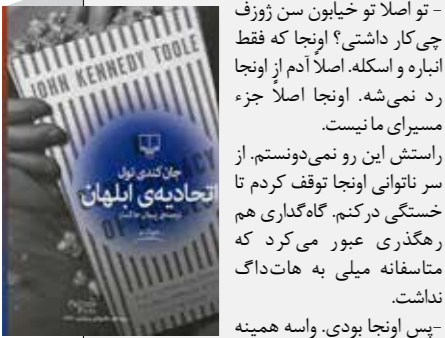 - تو اصلا تو خیابون سن ژوزف
چی‌کار داشتی؟ اونجا که فقط
انباره و اسکله. اصلاً آدم از اونجا
رد نمی‌شه. اونجا اصلاً جزء
مسیرای ما نیست.
راستش این رو نمی‌دونستم. از
سر ناتوانی اونجا توقف کردم تا
خستگی درکنم. گاه‌گداری هم
رهگذری عبور می‌کرد که
متاسفانه میلی به هات‌داگ
نداشت.
-پس اونجا بودی. واسه همینه
JOHN KENNEDY TOOLE
جان کندی تول
اتحادیه‌ی ابلهان